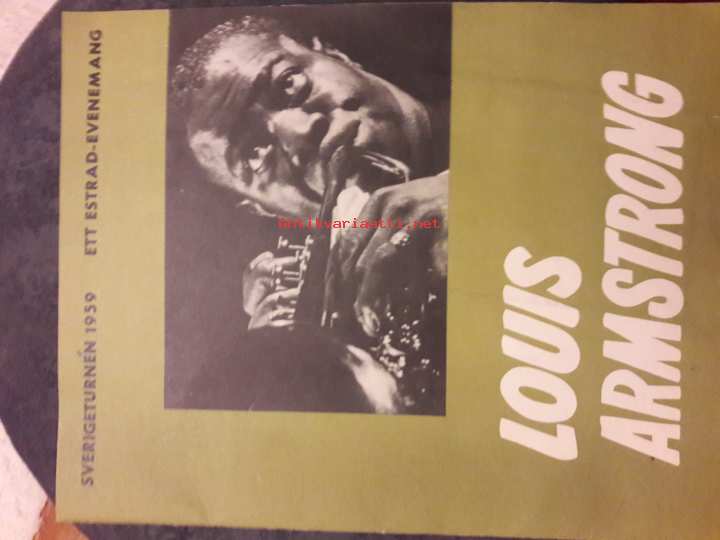 SVERIGETURNÉN 1959 ETT ESTRAD-EVENEMANG
antikvariaatti.net
LOUIS
ARMSTRONG